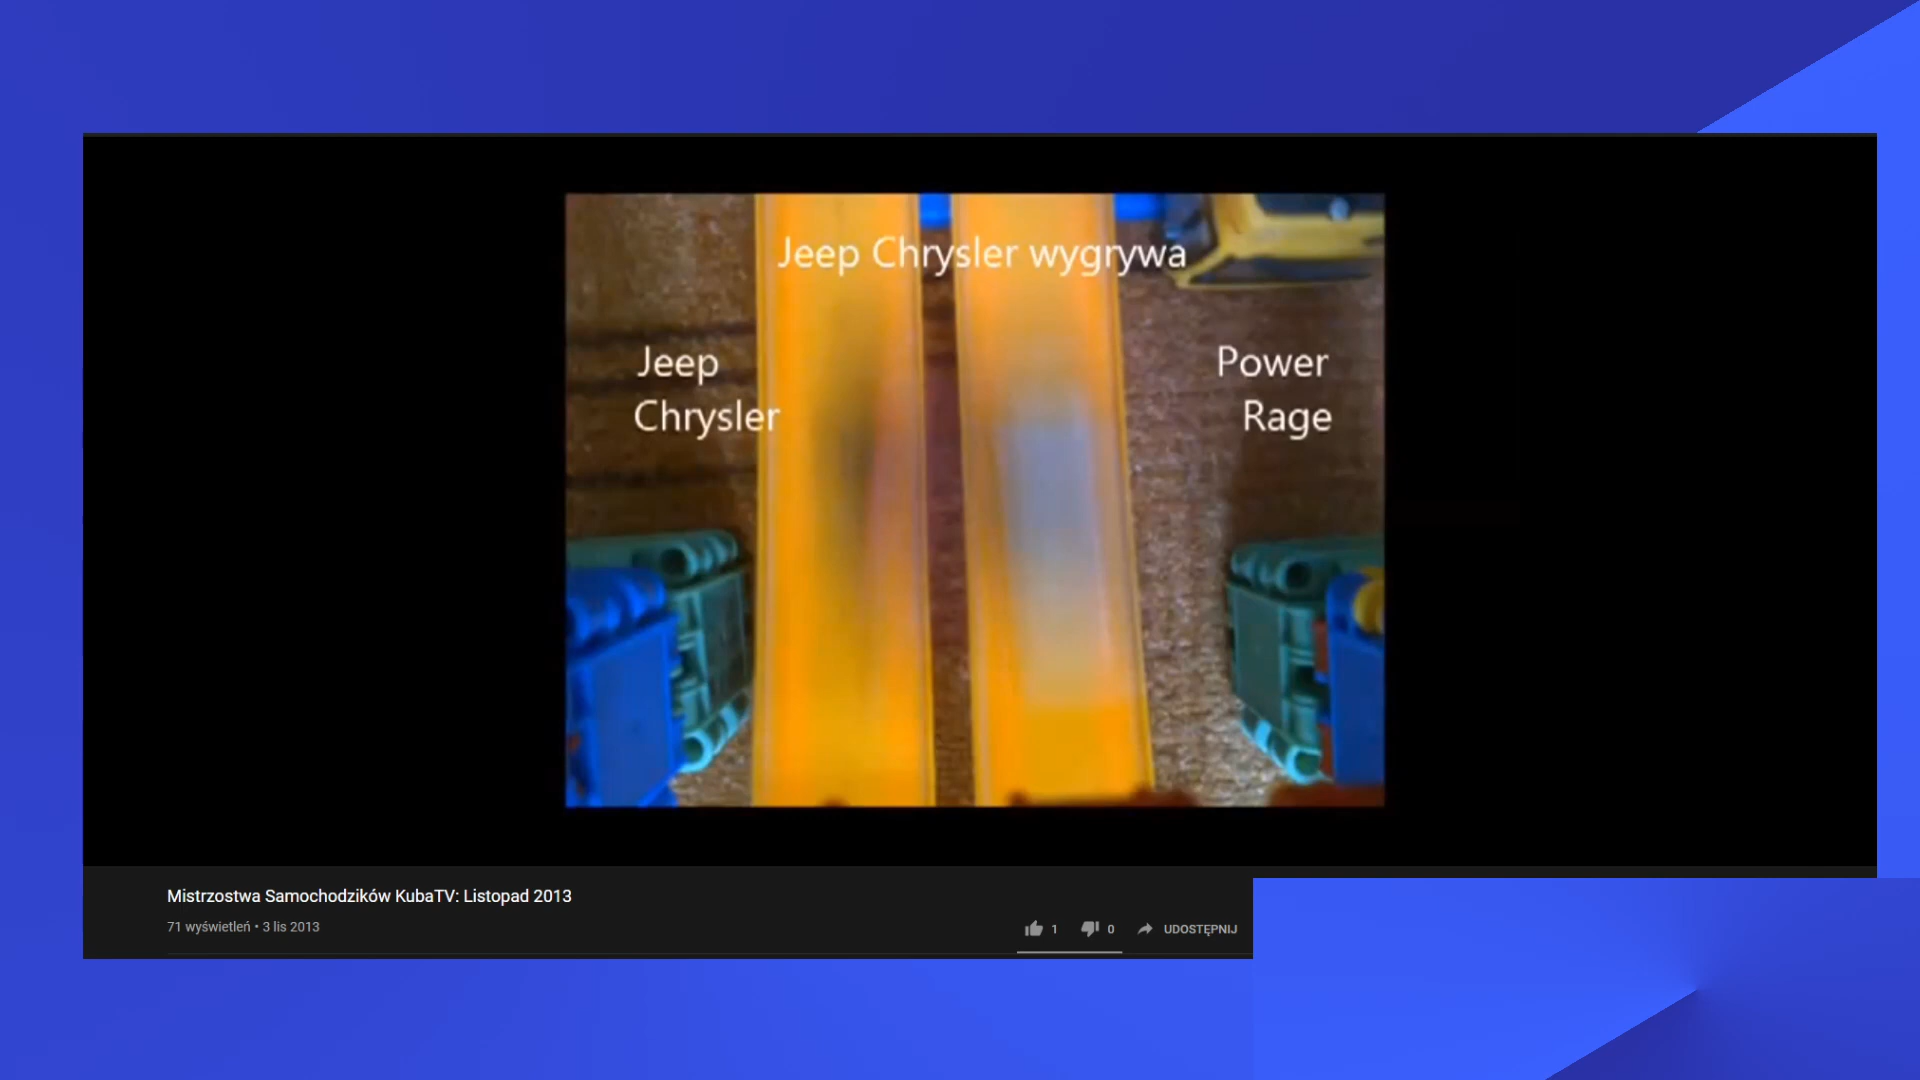 Jeep Chrysler wygrywa
Jeep
Chrysler
Power
Rage
Mistrzostwa Samochodzików KubaTV: Listopad 2013
71 wyświetleń • 3 lis 2013
1
0
UDOSTĘPNIJ